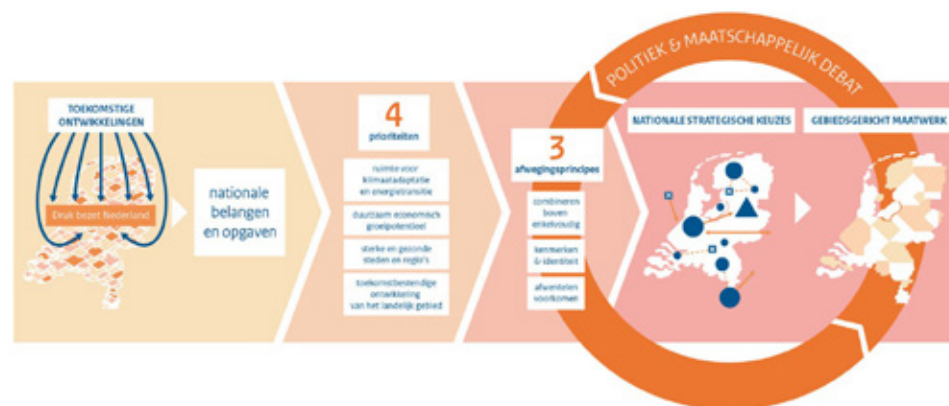 TOEKOMSTIGE
ONTWIKKELINGEN
Druk bezet Nederland
nationale
belangen
en opgaven
4
prioriteiten
ruimte voor
klimaatadaptatie
en energietransitie
duurzaam economisch
groeipotentieel
sterke en gezonde
steden en regio's
toekomstbestendige
ontwikkeling
van het landelijk gebied
3
afwegingsprincipes
combineren
boven
enkelvoudig
kenmerken
& identiteit
afwentelen
voorkomen
POLITIEK & MAATSCHAPPELIJK DEBAT
NATIONALE STRATEGISCHE KEUZES
GEBIEDSGERICHT MAATWERK